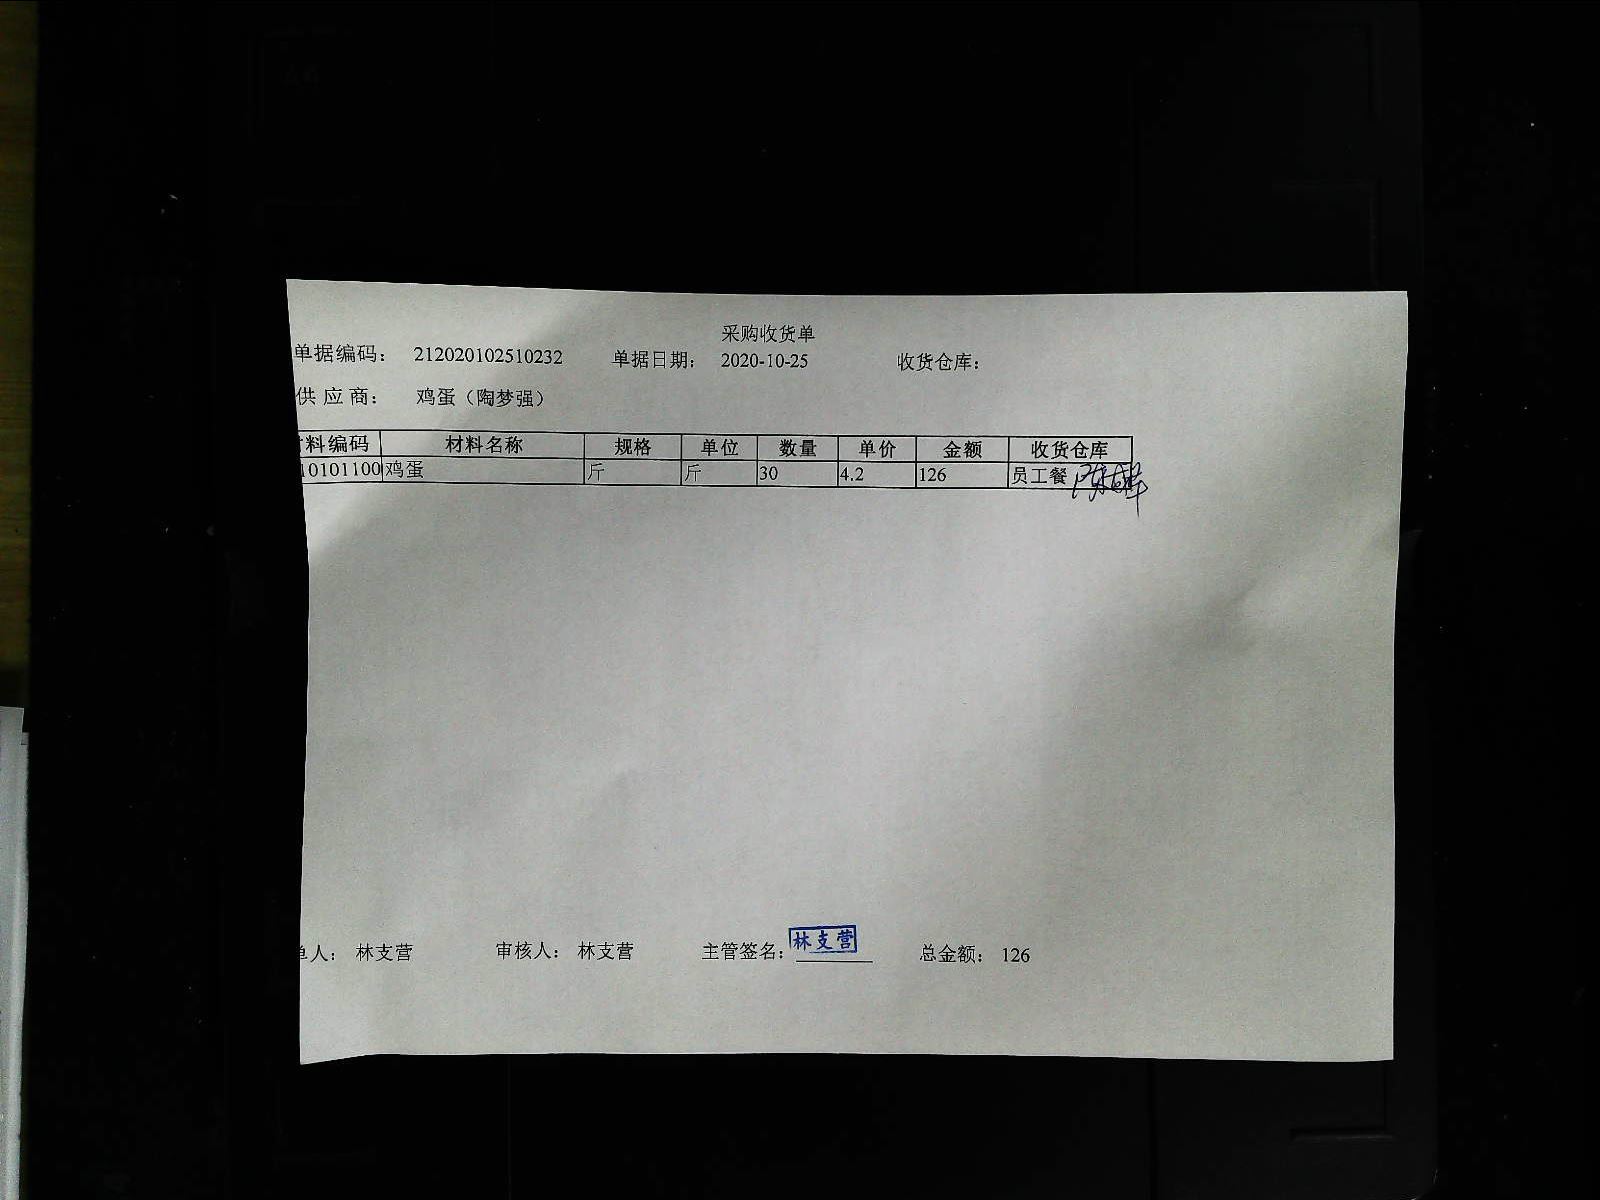 采购收货单
单据编码： 212020102510232 单据日期： 2020-10-25 收货仓库：
供应商： 鸡蛋（陶梦强）
料编码 材料名称 规格 单位 数量 单价 金额 收货仓库
10101100 鸡蛋 斤 斤 30 4.2 126 员工餐
单人： 林支营 审核人： 林支营 主管签名： 林支营 总金额： 126